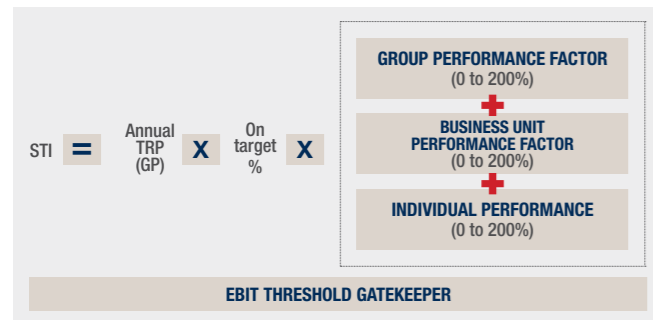 GROUP PERFORMANCE FACTOR
(0 to 200%)
+
STI = Annual TRP (GP) X On target % X
BUSINESS UNIT
PERFORMANCE FACTOR
(0 to 200%)
+
INDIVIDUAL PERFORMANCE
(0 to 200%)
EBIT THRESHOLD GATEKEEPER